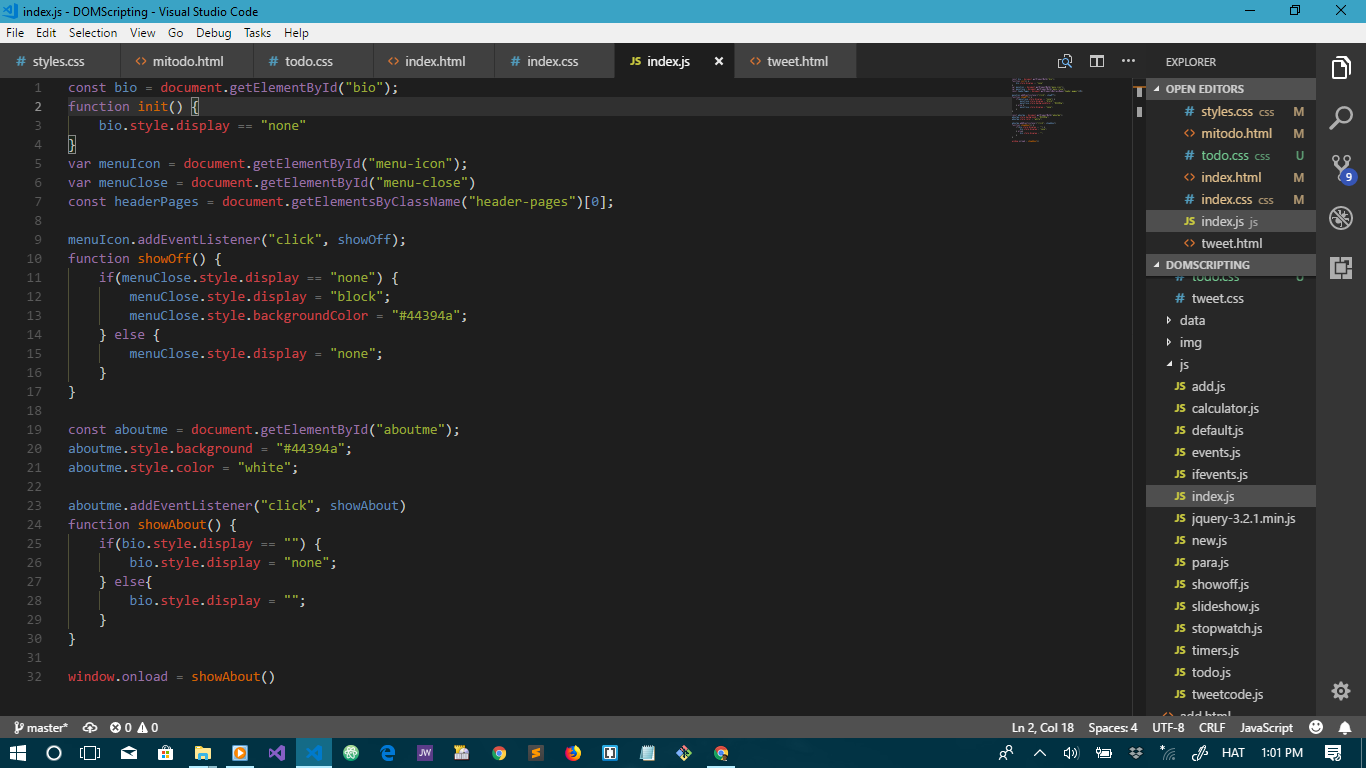 index.js - DOMScripting - Visual Studio Code
File Edit Selection View Go Debug Tasks Help
# styles.css <> mitodo.html # todo.css <> index.html # index.css JS index.js × <> tweet.html
EXPLORER
1 const bio = document.getElementById("bio");
2 function init() {
3 bio.style.display == "none"
4 }
5 var menuIcon = document.getElementById("menu-icon");
6 var menuClose = document.getElementById("menu-close")
7 const headerPages = document.getElementsByClassName("header-pages")[0];
8
9 menuIcon.addEventListener("click", showOff);
10 function showOff() {
11 if(menuClose.style.display == "none") {
12 menuClose.style.display = "block";
13 menuClose.style.backgroundColor = "#44394a";
14 } else {
15 menuClose.style.display = "none";
16 }
17 }
18
19 const aboutme = document.getElementById("aboutme");
20 aboutme.style.background = "#44394a";
21 aboutme.style.color = "white";
22
23 aboutme.addEventListener("click", showAbout)
24 function showAbout() {
25 if(bio.style.display == "") {
26 bio.style.display = "none";
27 } else{
28 bio.style.display = "";
29 }
30 }
31
32 window.onload = showAbout()
OPEN EDITORS
# styles.css css M
<> mitodo.html M
# todo.css css U
<> index.html M
# index.css css M
JS index.js js
<> tweet.html
DOMSCRIPTING
todo.css U
# tweet.css
data
img
js
JS add.js
JS calculator.js
JS default.js
JS events.js
JS ifevents.js
JS index.js
JS jquery-3.2.1.min.js
JS new.js
JS para.js
JS showoff.js
JS slideshow.js
JS stopwatch.js
JS timers.js
JS todo.js
JS tweetcode.js
<> add.html
9
master* 0 0 Ln 2, Col 18 Spaces: 4 UTF-8 CRLF JavaScript
JW
HAT 1:01 PM